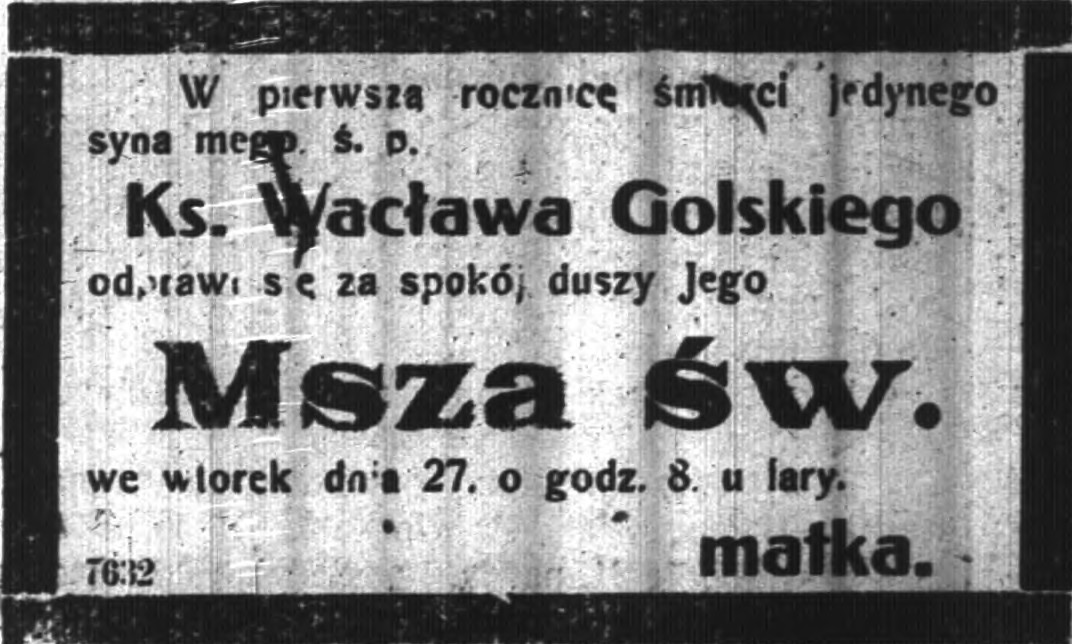 W pierwszą rocznicę śmierci jedynego
syna mego. ś. p.
Ks. Wacława Golskiego
odprawi się za spokój duszy Jego
Msza św.
we wtorek dnia 27. o godz. 8. u Fary.
matka.
7632